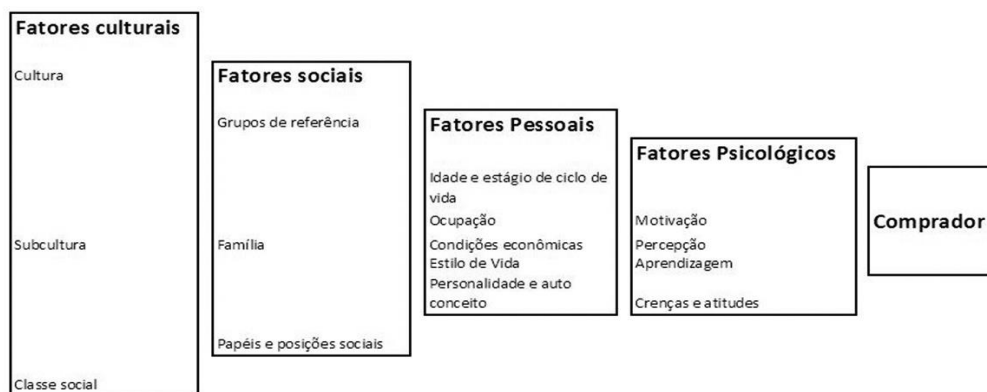 Fatores culturais
Cultura
Subcultura
Classe social
Fatores sociais
Grupos de referência
Família
Papéis e posições sociais
Fatores Pessoais
Idade e estágio de ciclo de
vida
Ocupação
Condições econômicas
Estilo de Vida
Personalidade e auto
conceito
Fatores Psicológicos
Motivação
Percepção
Aprendizagem
Crenças e atitudes
Comprador